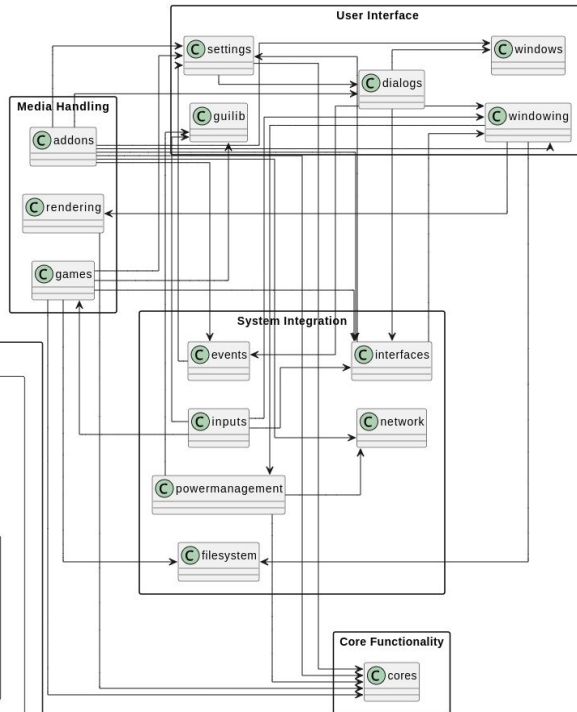 User Interface
C settings
C windows
C dialogs
Media Handling
C guilib
C windowing
C addons
C rendering
C games
System Integration
C events
C interfaces
C inputs
C network
C powermanagement
C filesystem
Core Functionality
C cores